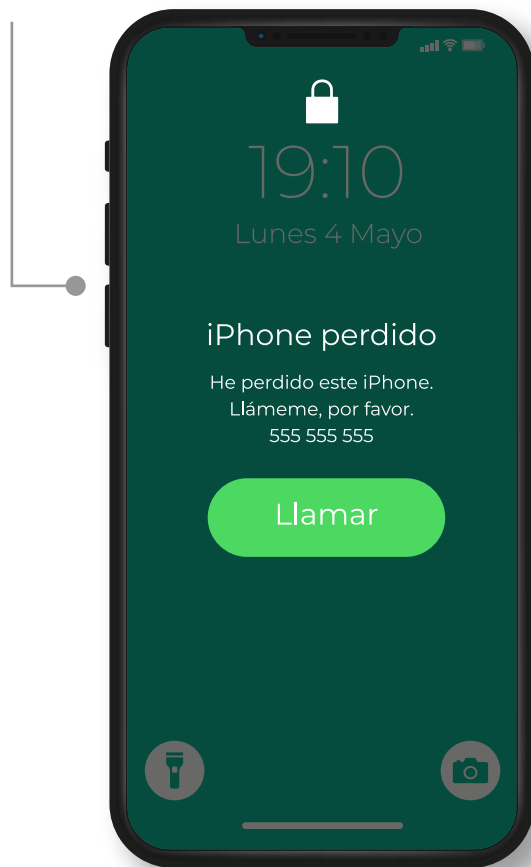 19:10
Lunes 4 Mayo
iPhone perdido
He perdido este iPhone.
Llámeme, por favor.
555 555 555
Llamar